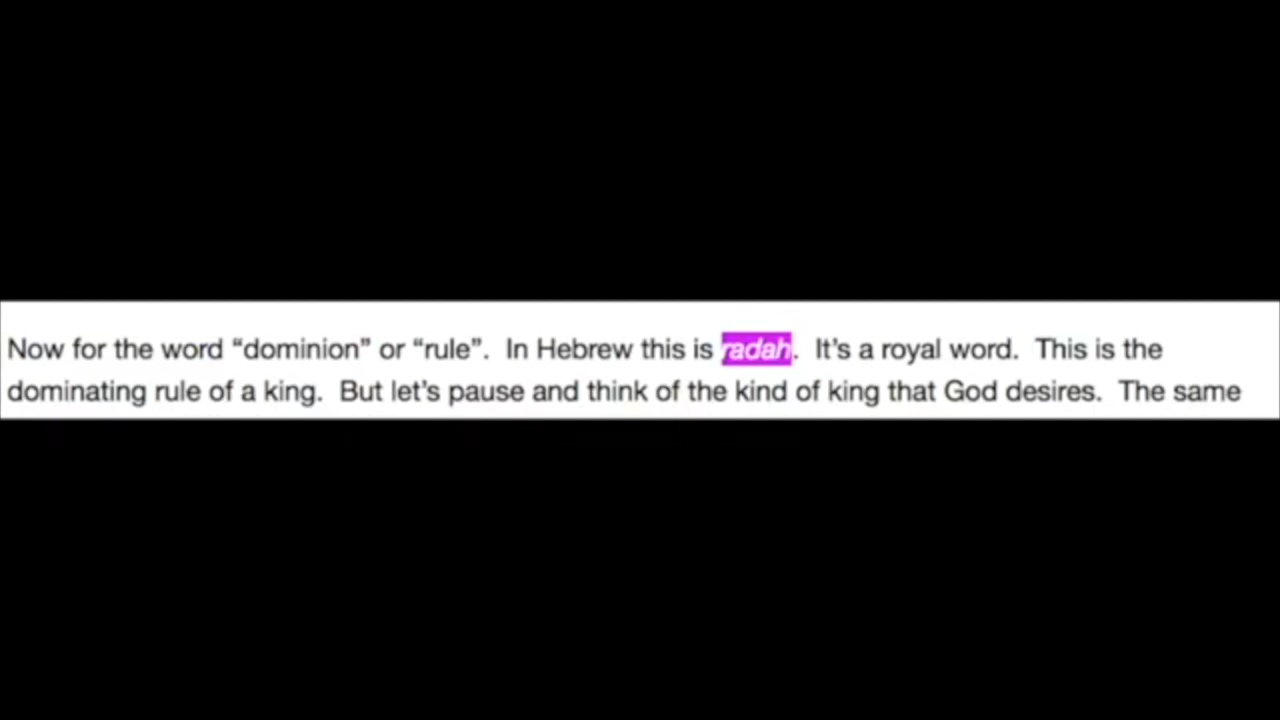 Now for the word “dominion” or “rule”.  In Hebrew this is radah.  It’s a royal word.  This is the
dominating rule of a king.  But let’s pause and think of the kind of king that God desires.  The same